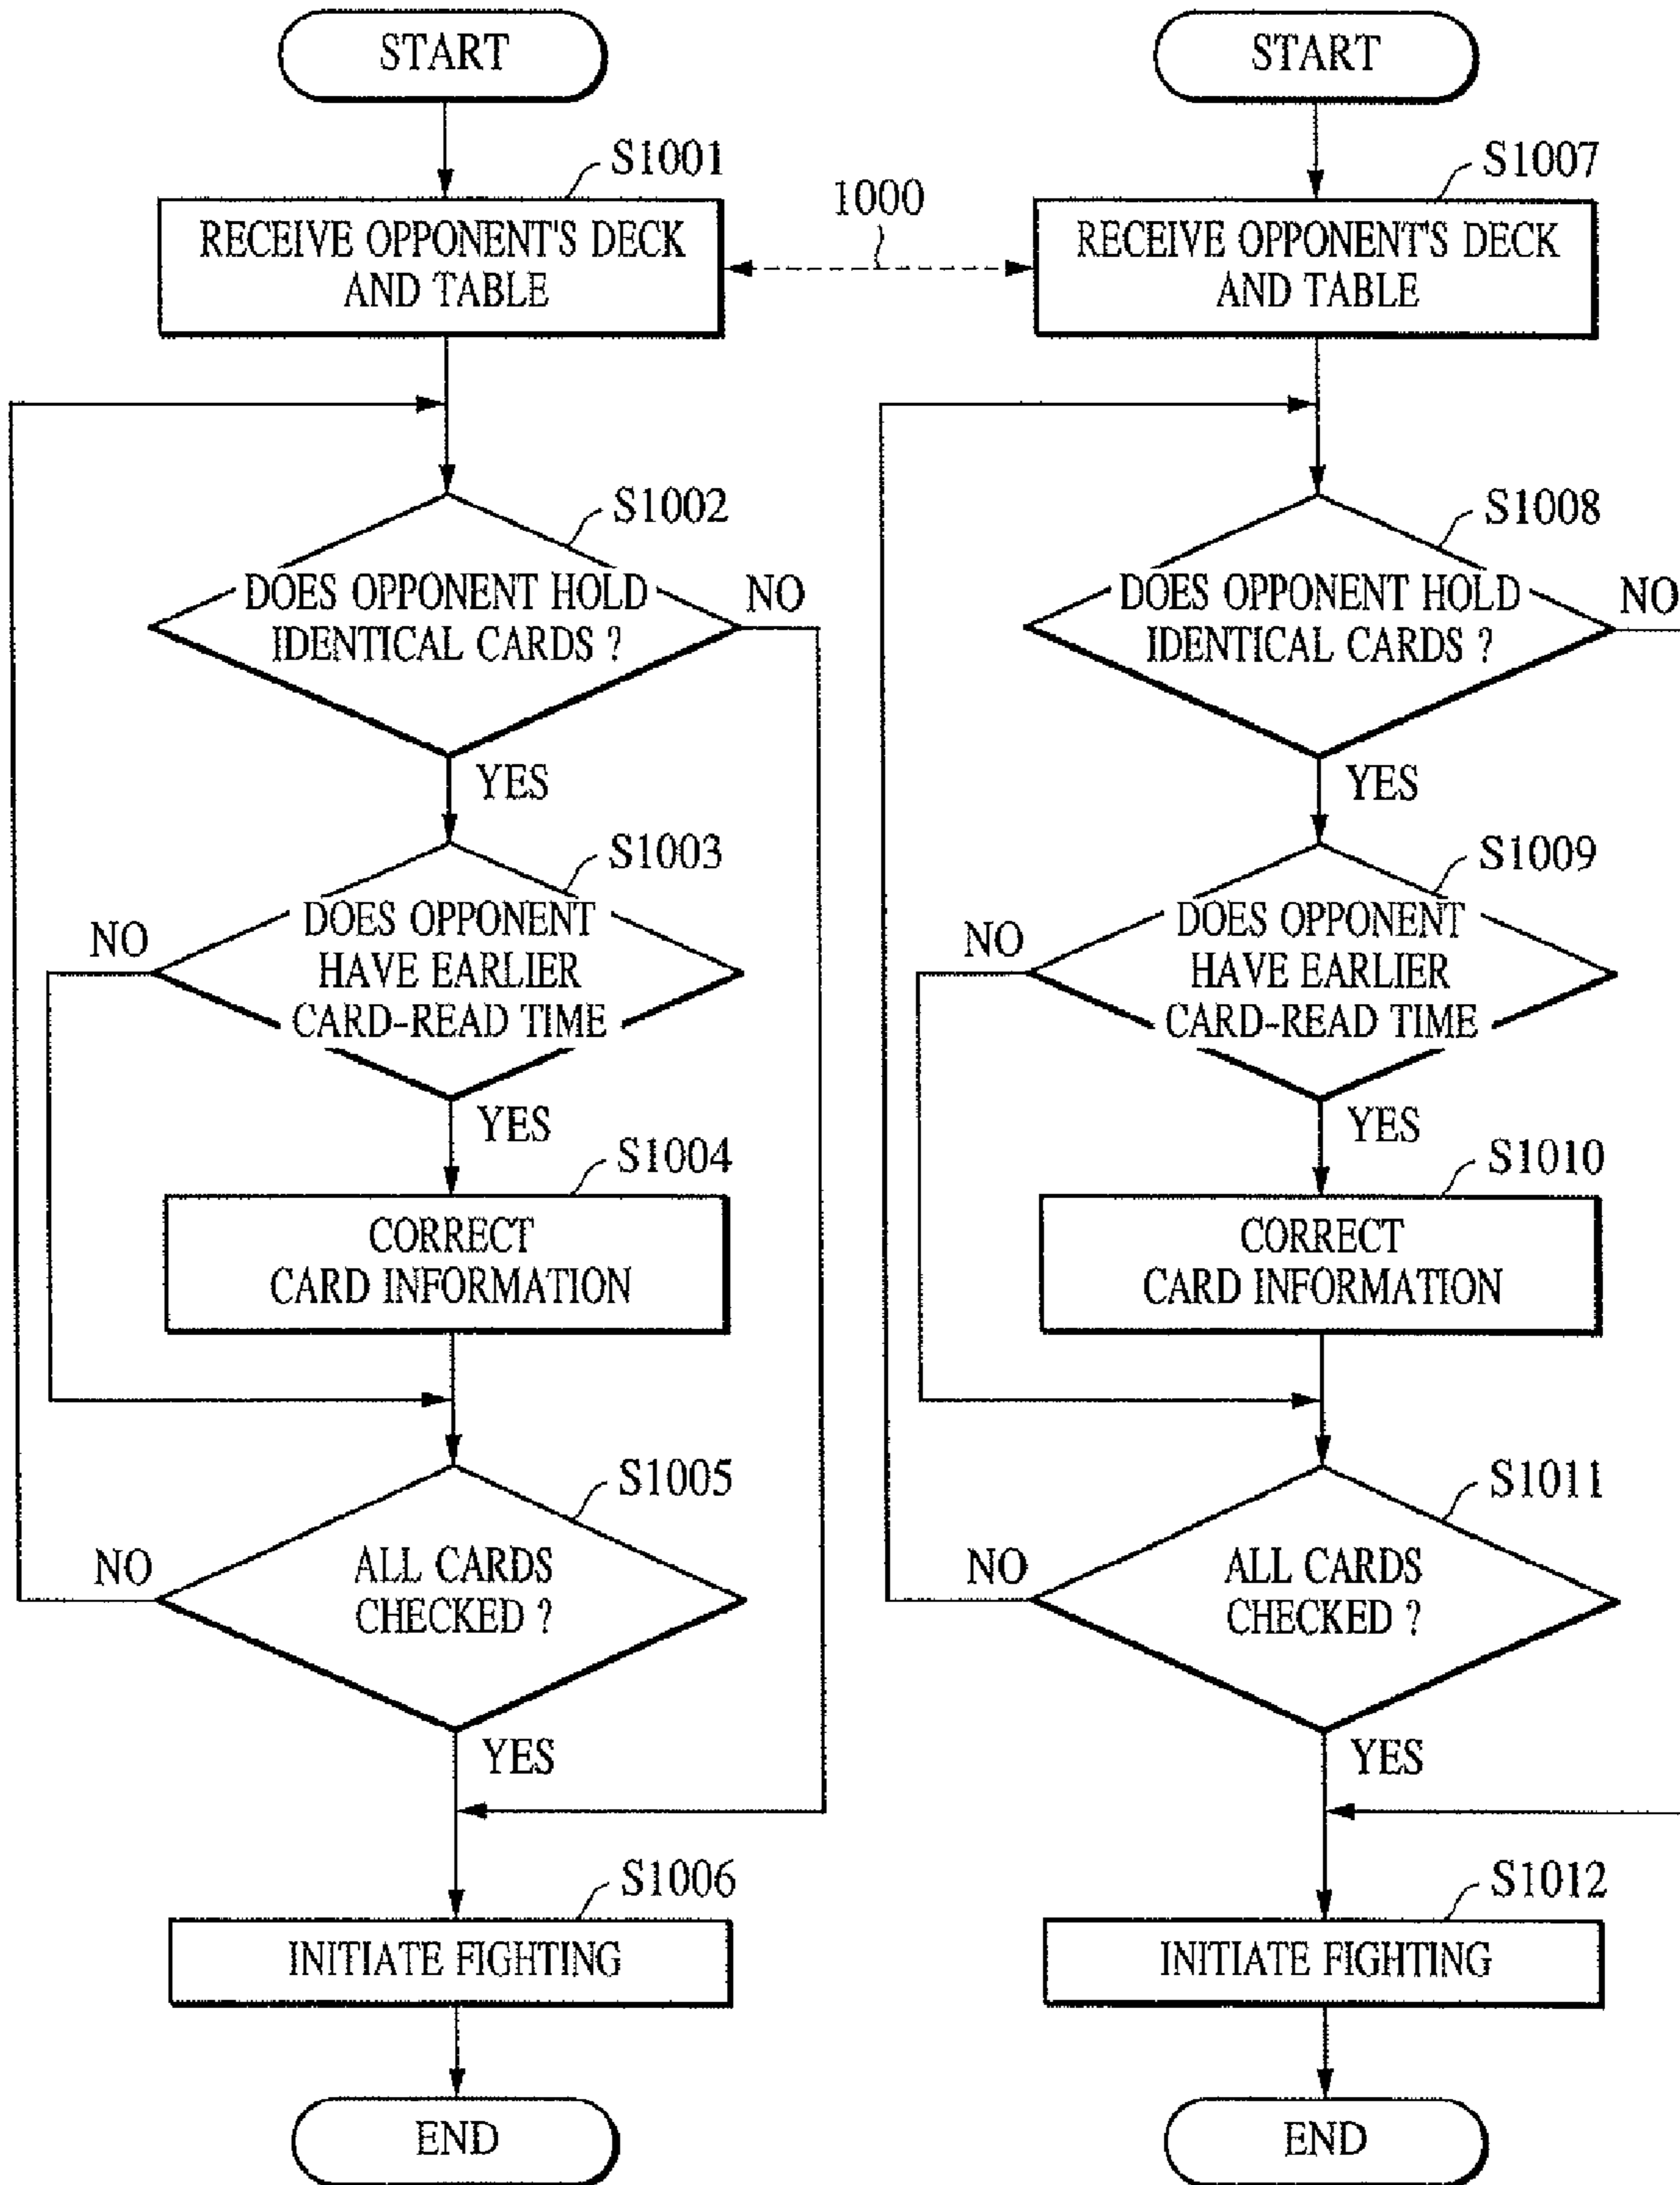 START
S1001
RECEIVE OPPONENT'S DECK
AND TABLE
S1002
DOES OPPONENT HOLD
IDENTICAL CARDS ?
NO
YES
S1003
DOES OPPONENT
HAVE EARLIER
CARD-READ TIME
NO
YES
S1004
CORRECT
CARD INFORMATION
S1005
ALL CARDS
CHECKED ?
NO
YES
S1006
INITIATE FIGHTING
END
1000
START
S1007
RECEIVE OPPONENT'S DECK
AND TABLE
S1008
DOES OPPONENT HOLD
IDENTICAL CARDS ?
NO
YES
S1009
DOES OPPONENT
HAVE EARLIER
CARD-READ TIME
NO
YES
S1010
CORRECT
CARD INFORMATION
S1011
ALL CARDS
CHECKED ?
NO
YES
S1012
INITIATE FIGHTING
END